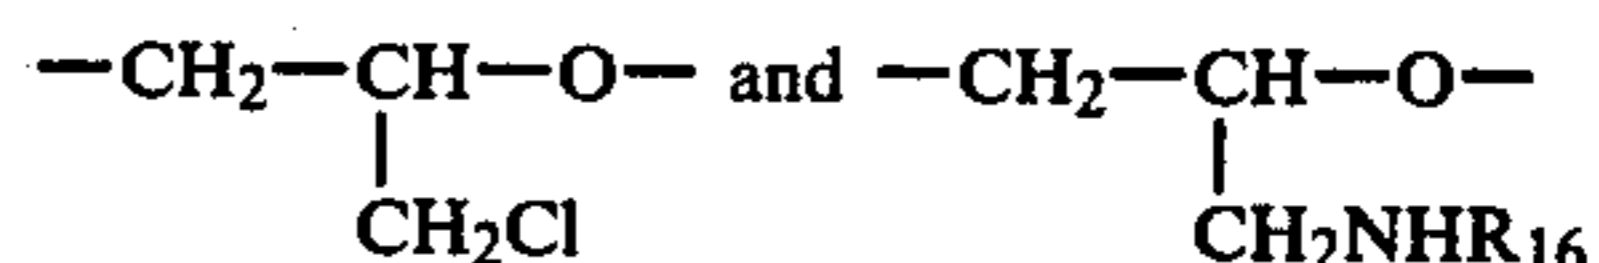 —CH₂—CH—O— and —CH₂—CH—O—
CH₂Cl CH₂NHR₁₆